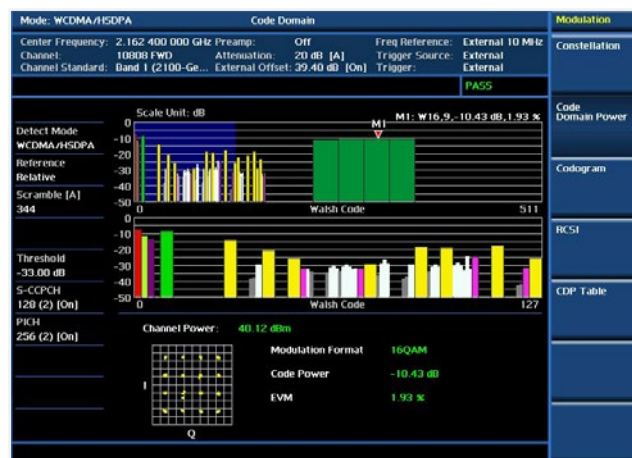 Mode: WCDMA/HSDPA Code Domain Modulation
Center Frequency: 2.162 400 000 GHz Preamp: Off Freq Reference: External 10 MHz
Channel: 10808 FWD Attenuation: 20 dB [A] Trigger Source: External
Channel Standard: Band 1 (2100-Ge... External Offset: 39.40 dB [On] Trigger: External
Constellation
PASS
Code
Domain Power
Scale Unit: dB M1: W16,9,-10.43 dB,1.93 %
M1
0
-10
-20
-30
-40
-50
0 Walsh Code 511
Detect Mode
WCDMA/HSDPA
Reference
Relative
Scramble [A]
344
Codogram
0
-10
-20
-30
-40
-50
0 Walsh Code 127
RCSI
Threshold
-33.00 dB
S-CCPCH
128 (2) [On]
CDP Table
PICH
256 (2) [On]
Channel Power: 40.12 dBm
Modulation Format 16QAM
Code Power -10.43 dB
EVM 1.93 %
I
Q